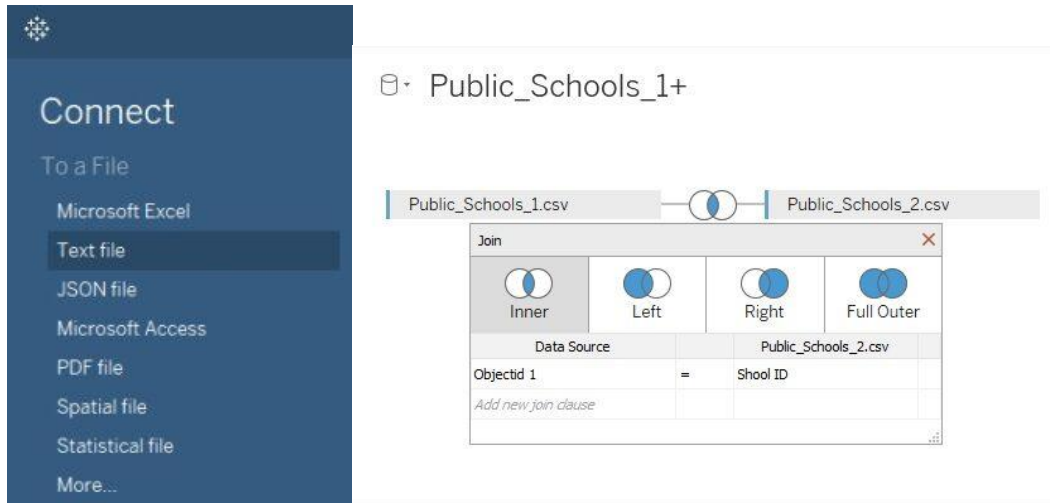 Connect
To a File
Microsoft Excel
Text file
JSON file
Microsoft Access
PDF file
Spatial file
Statistical file
More...
Public_Schools_1+
Public_Schools_1.csv Public_Schools_2.csv
Join
Inner Left Right Full Outer
Data Source Public_Schools_2.csv
Objectid 1 = Shool ID
Add new join clause